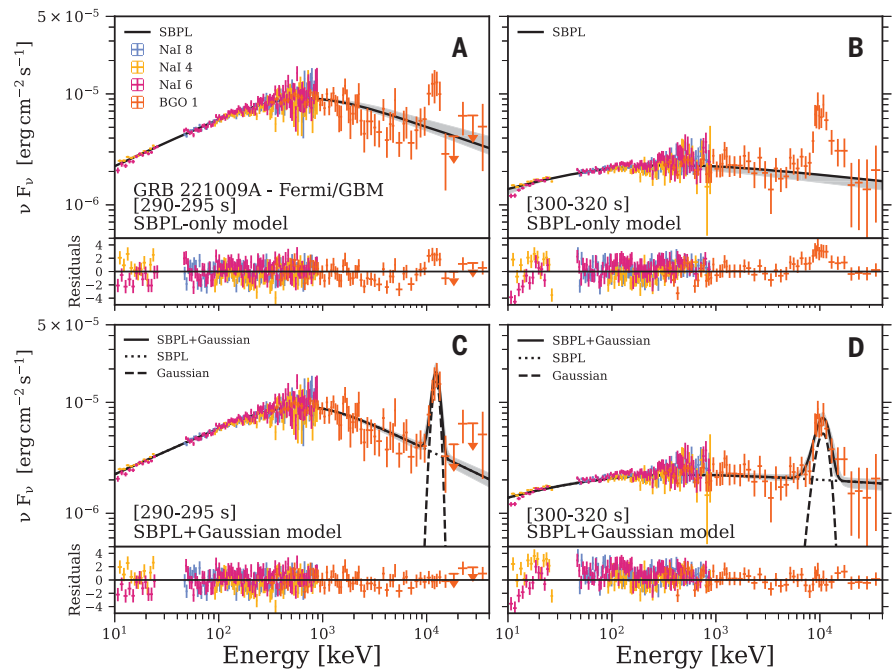 5 × 10⁻⁵
10⁻⁵
10⁻⁶
ν Fν [erg cm⁻² s⁻¹]
SBPL
NaI 8
NaI 4
NaI 6
BGO 1
A
GRB 221009A - Fermi/GBM
[290-295 s]
SBPL-only model
SBPL
B
[300-320 s]
SBPL-only model
Residuals
4
2
0
−2
−4
5 × 10⁻⁵
10⁻⁵
10⁻⁶
ν Fν [erg cm⁻² s⁻¹]
SBPL+Gaussian
SBPL
Gaussian
C
[290-295 s]
SBPL+Gaussian model
SBPL+Gaussian
SBPL
Gaussian
D
[300-320 s]
SBPL+Gaussian model
Residuals
4
2
0
−2
−4
10¹ 10² 10³ 10⁴
Energy [keV]
10¹ 10² 10³ 10⁴
Energy [keV]